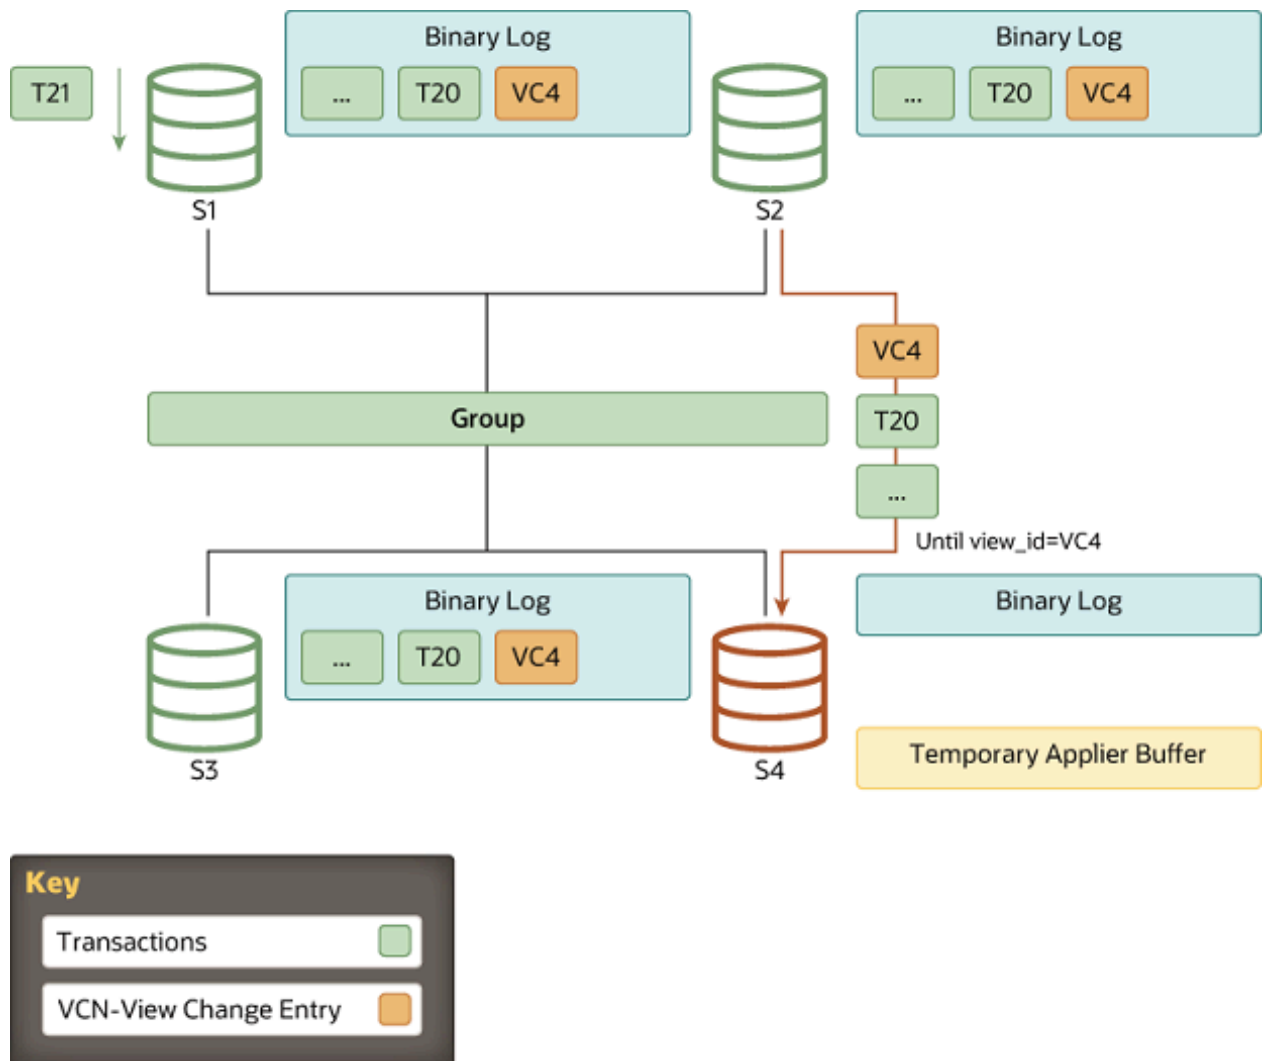 Binary Log
Binary Log
T21
... T20 VC4
... T20 VC4
S1
S2
VC4
Group
T20
...
Until view_id=VC4
Binary Log
Binary Log
... T20 VC4
Temporary Applier Buffer
S3
S4
Key
Transactions
VCN-View Change Entry